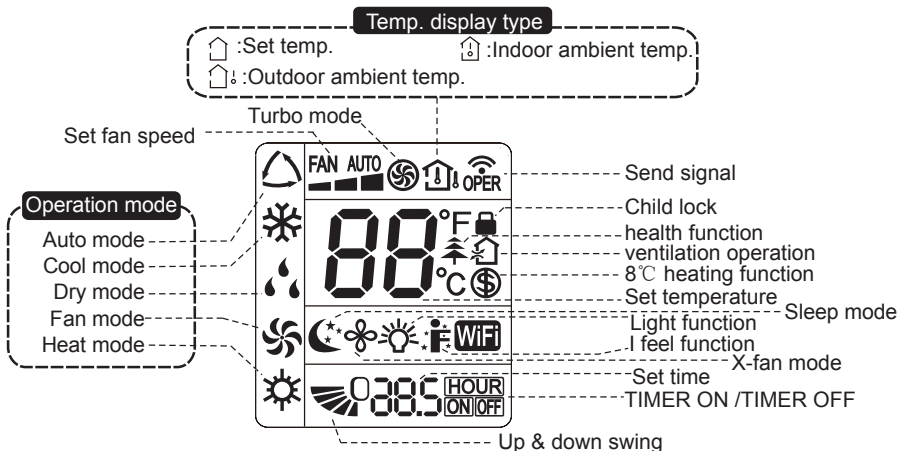 Temp. display type
:Set temp.
:Indoor ambient temp.
:Outdoor ambient temp.
Turbo mode
Set fan speed
FAN AUTO
OPER
Send signal
Operation mode
Auto mode
Cool mode
Dry mode
Fan mode
Heat mode
88
°F
°C
Child lock
health function
ventilation operation
8℃ heating function
Set temperature
Sleep mode
WiFi
Light function
I feel function
X-fan mode
Set time
038.5
HOUR
ON OFF
TIMER ON /TIMER OFF
Up & down swing